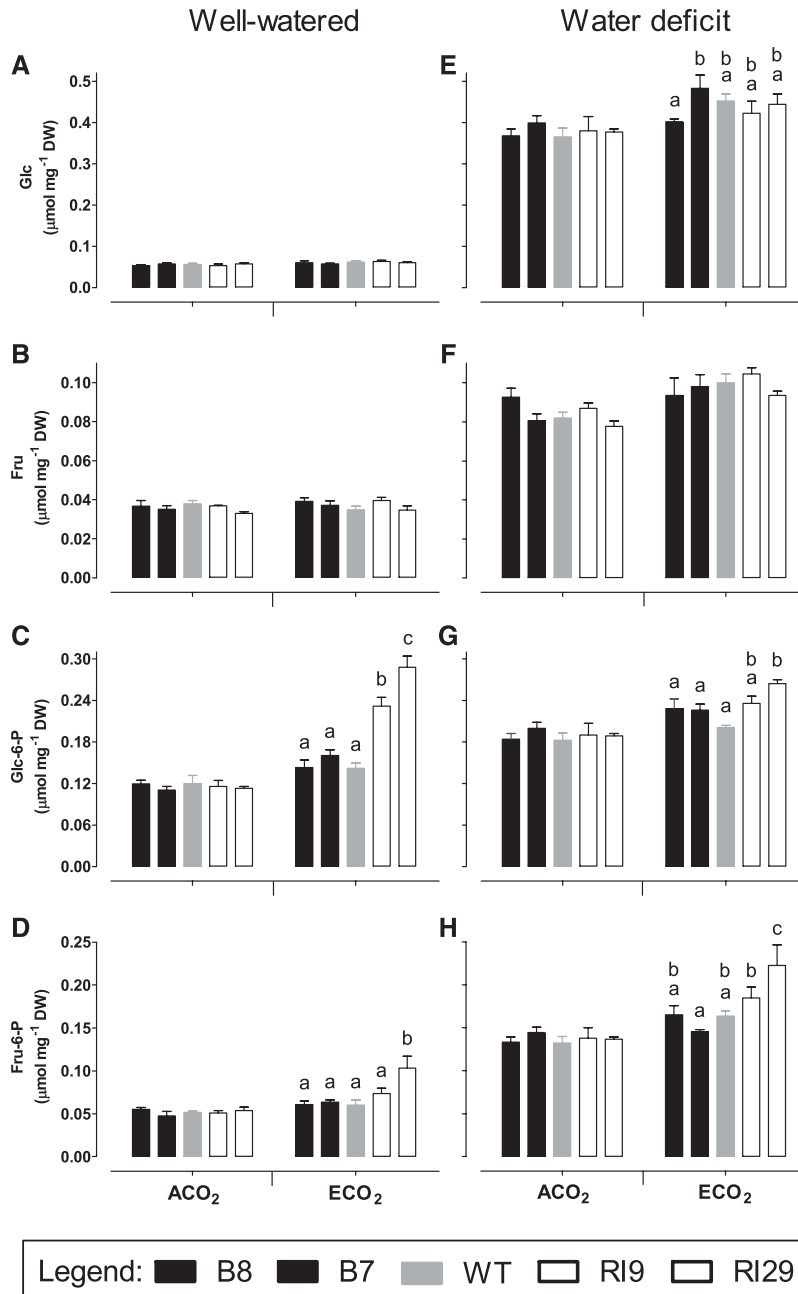 Well-watered
Water deficit
A
Glc
(μmol mg⁻¹ DW)
0.5
0.4
0.3
0.2
0.1
0.0
E
a
b
b
a
b
a
b
a
B
Fru
(μmol mg⁻¹ DW)
0.10
0.08
0.06
0.04
0.02
0.00
F
C
Glc-6-P
(μmol mg⁻¹ DW)
0.30
0.24
0.18
0.12
0.06
0.00
a
a
a
b
c
G
a
a
a
b
a
b
D
Fru-6-P
(μmol mg⁻¹ DW)
0.25
0.20
0.15
0.10
0.05
0.00
a
a
a
a
b
H
b
a
a
b
a
b
c
ACO₂
ECO₂
ACO₂
ECO₂
Legend: B8 B7 WT RI9 RI29